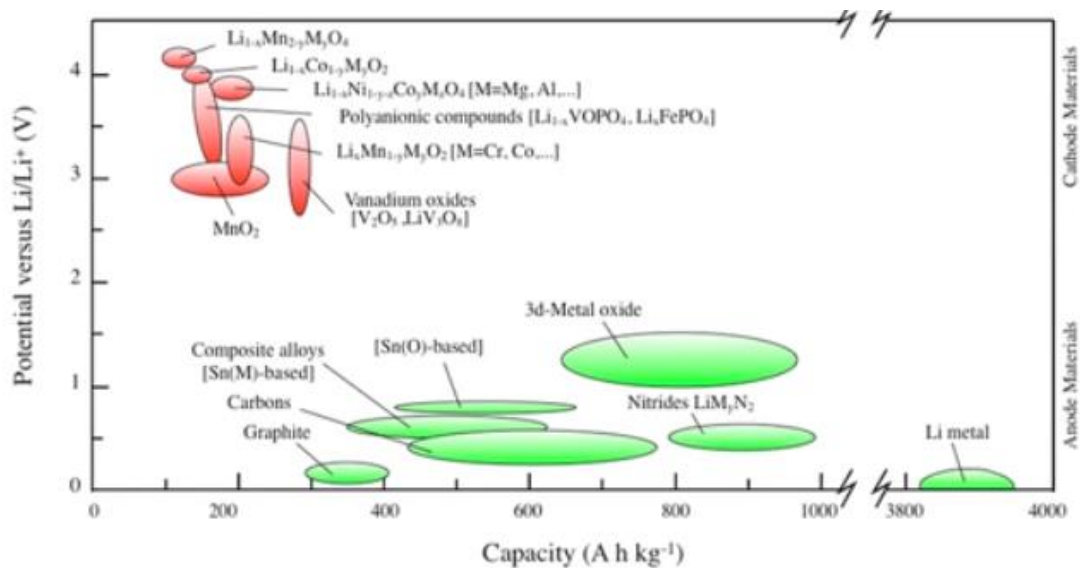 Li₁₋ₓMn₂₋yMyO₄
Li₁₋ₓCo₁₋yMyO₂
Li₁₋ₓNi₁₋y₋zCoyMzO₄ [M=Mg, Al,...]
Polyanionic compounds [Li₁₋ₓVOPO₄, LiₓFePO₄]
LiₓMn₁₋yMyO₂ [M=Cr, Co,...]
Vanadium oxides
[V₂O₅ ,LiV₃O₈]
MnO₂
3d-Metal oxide
[Sn(O)-based]
Composite alloys
[Sn(M)-based]
Carbons
Graphite
Nitrides LiMyN₂
Li metal
Potential versus Li/Li⁺ (V)
4
3
2
1
0
0
200
400
600
800
1000
3800
4000
Capacity (A h kg⁻¹)
Cathode Materials
Anode Materials